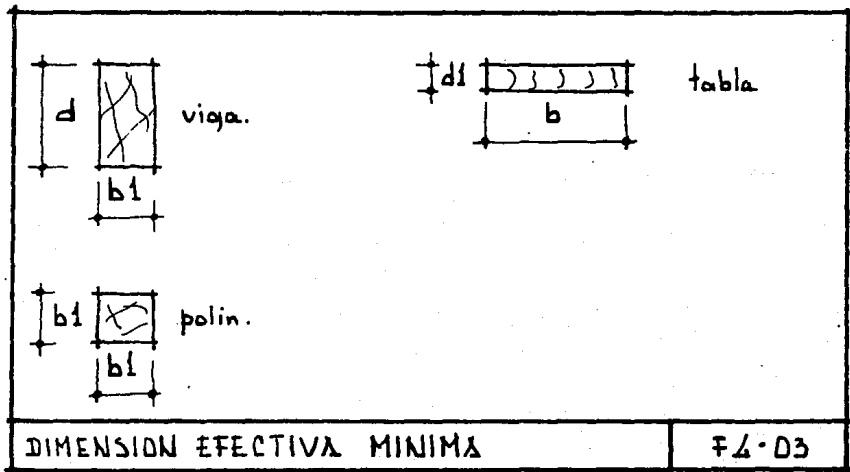 d
viga.
b1
d1
tabla
b
b1
polin.
b1
DIMENSION EFECTIVA MINIMA
F4·03